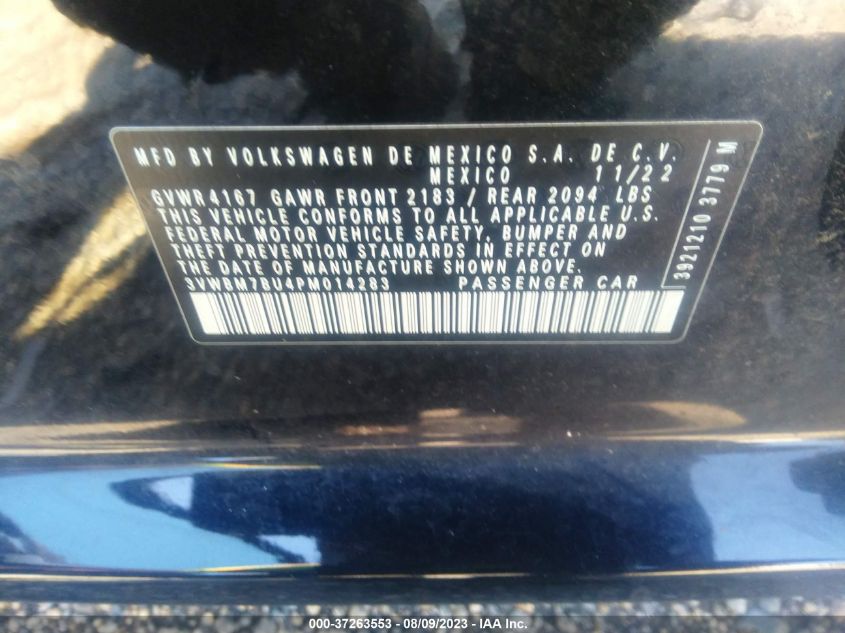 MFD BY VOLKSWAGEN DE MEXICO S.A. DE C.V.
MEXICO 11/22
GVWR4167 GAWR FRONT 2183 / REAR 2094 LBS
THIS VEHICLE CONFORMS TO ALL APPLICABLE U.S.
FEDERAL MOTOR VEHICLE SAFETY, BUMPER AND
THEFT PREVENTION STANDARDS IN EFFECT ON
THE DATE OF MANUFACTURE SHOWN ABOVE.
3VWBM7BU4PM014283 PASSENGER CAR
3921210 3779 M
000-37263553 - 08/09/2023 - IAA Inc.